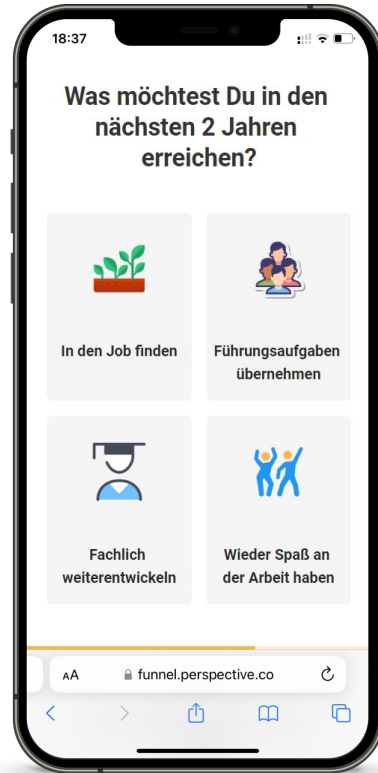 18:37
Was möchtest Du in den
nächsten 2 Jahren
erreichen?
In den Job finden
Führungsaufgaben
übernehmen
Fachlich
weiterentwickeln
Wieder Spaß an
der Arbeit haben
AA
funnel.perspective.co